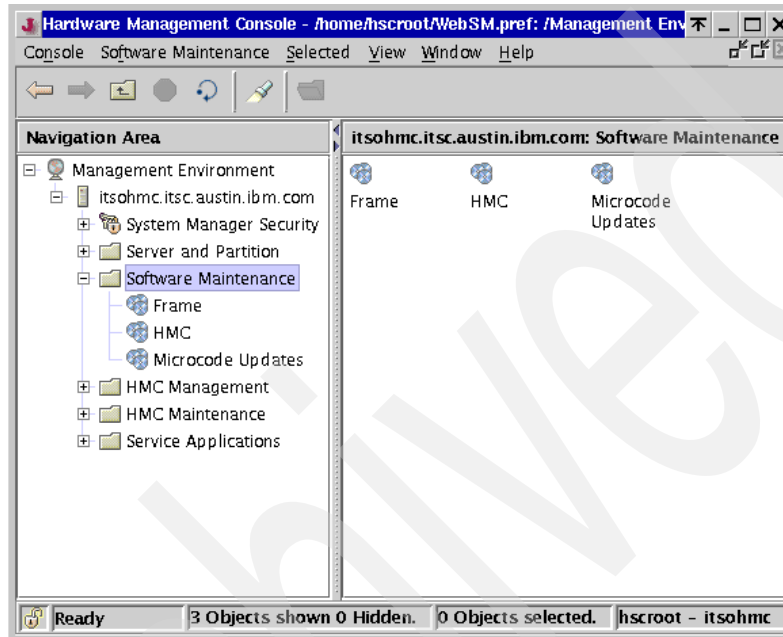 Hardware Management Console - /home/hscroot/WebSM.pref: /Management Env
Console Software Maintenance Selected View Window Help
Navigation Area
Management Environment
itsohmc.itsc.austin.ibm.com
System Manager Security
Server and Partition
Software Maintenance
Frame
HMC
Microcode Updates
HMC Management
HMC Maintenance
Service Applications
itsohmc.itsc.austin.ibm.com: Software Maintenance
Frame
HMC
Microcode
Updates
Ready
3 Objects shown 0 Hidden.
0 Objects selected.
hscroot - itsohmc